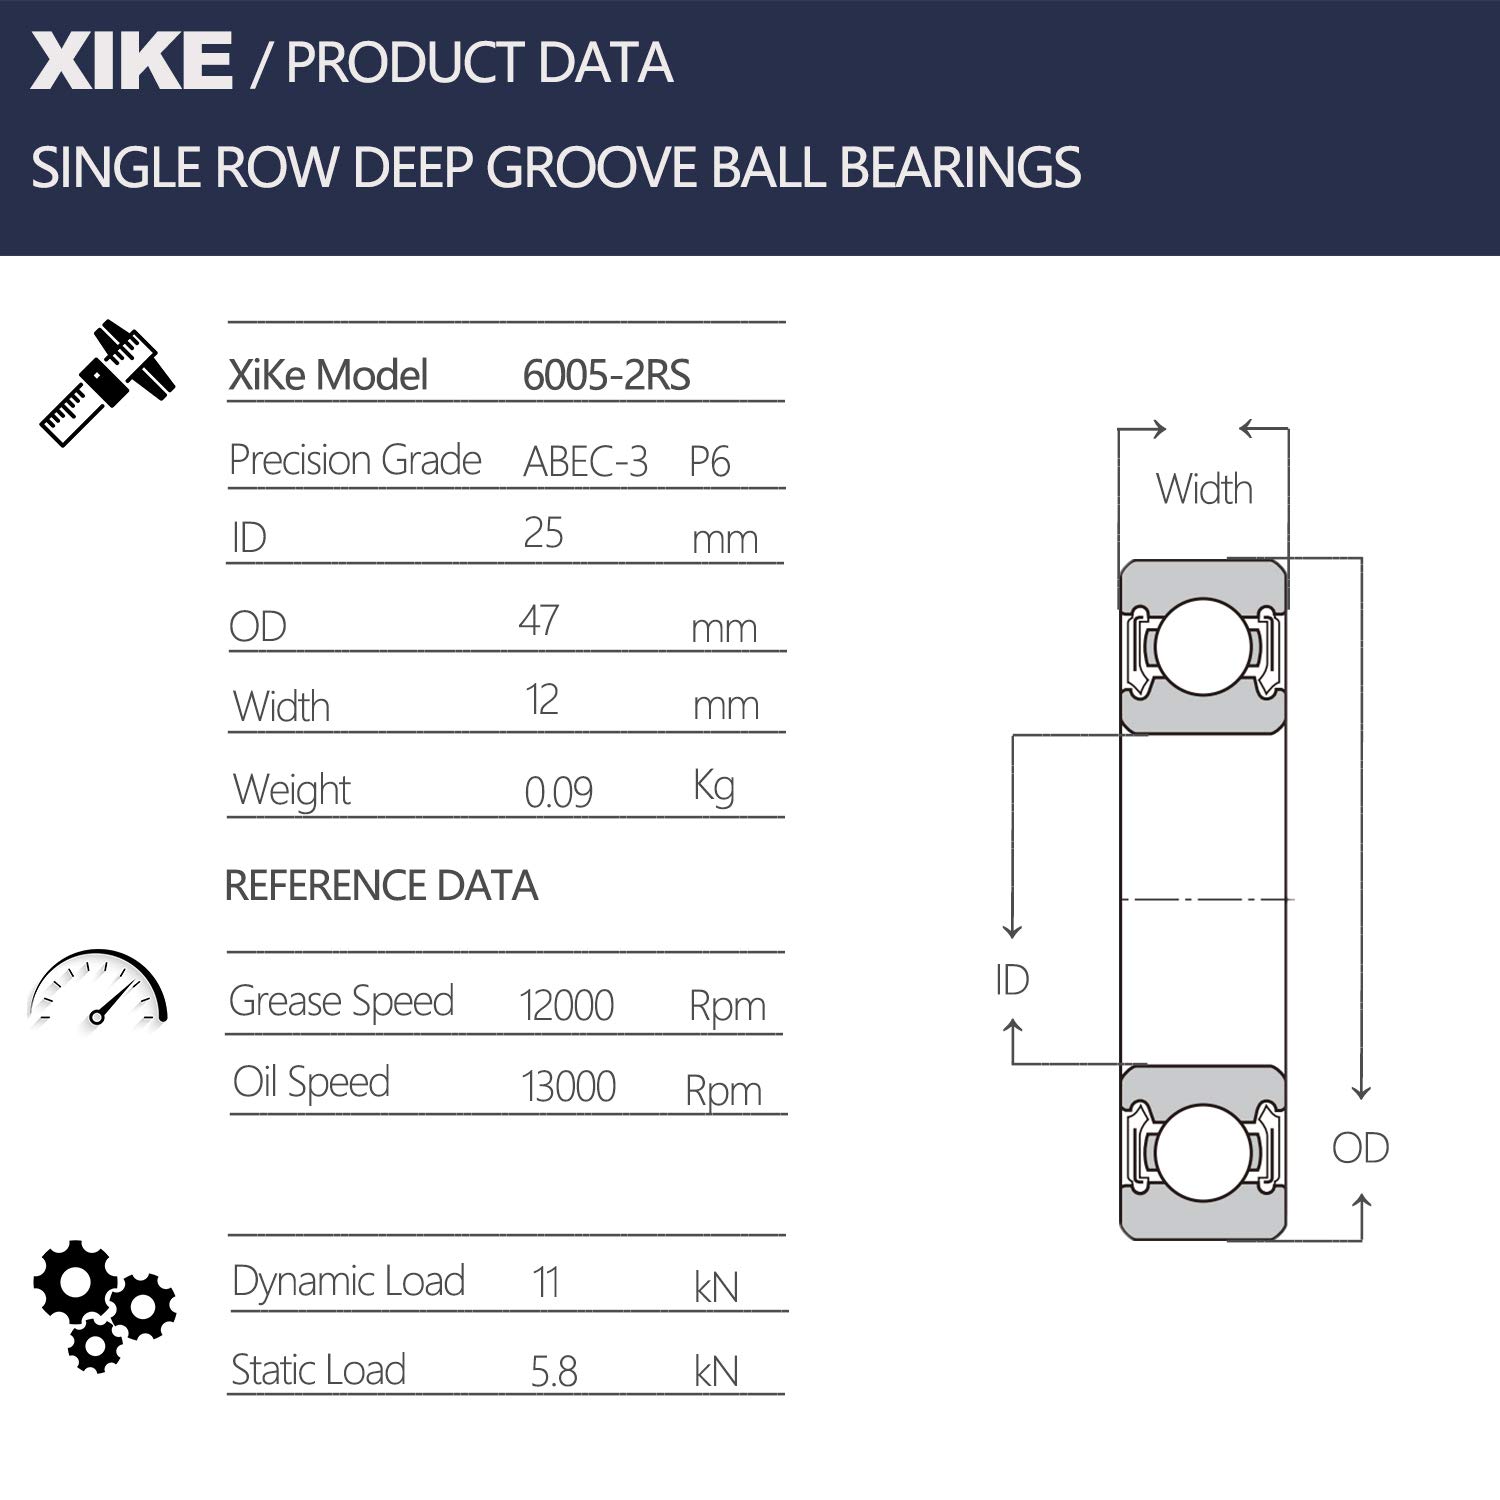 XIKE / PRODUCT DATA
SINGLE ROW DEEP GROOVE BALL BEARINGS
XiKe Model 6005-2RS
Precision Grade ABEC-3 P6
ID 25 mm
OD 47 mm
Width 12 mm
Weight 0.09 Kg
REFERENCE DATA
Grease Speed 12000 Rpm
Oil Speed 13000 Rpm
Dynamic Load 11 kN
Static Load 5.8 kN
Width
ID
OD